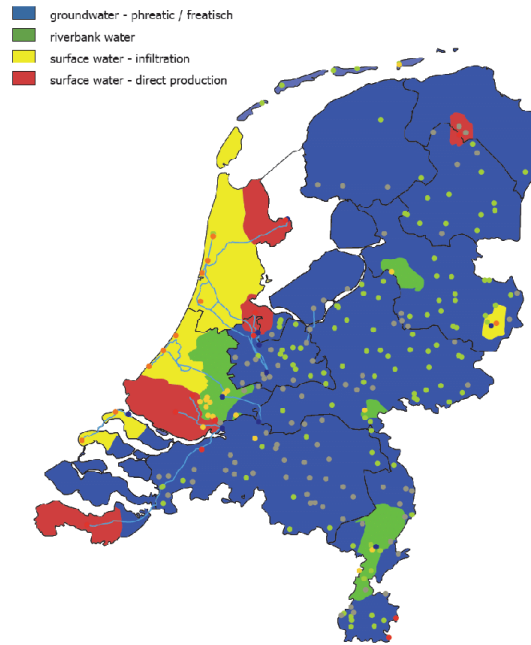 groundwater - phreatic / freatisch
riverbank water
surface water - infiltration
surface water - direct production